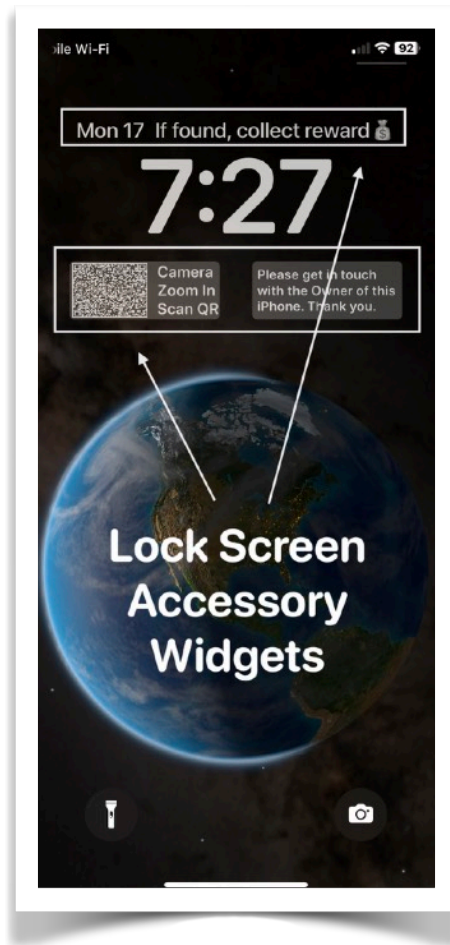 ile Wi-Fi
92
Mon 17 If found, collect reward
7:27
Camera
Zoom In
Scan QR
Please get in touch
with the Owner of this
iPhone. Thank you.
Lock Screen
Accessory
Widgets